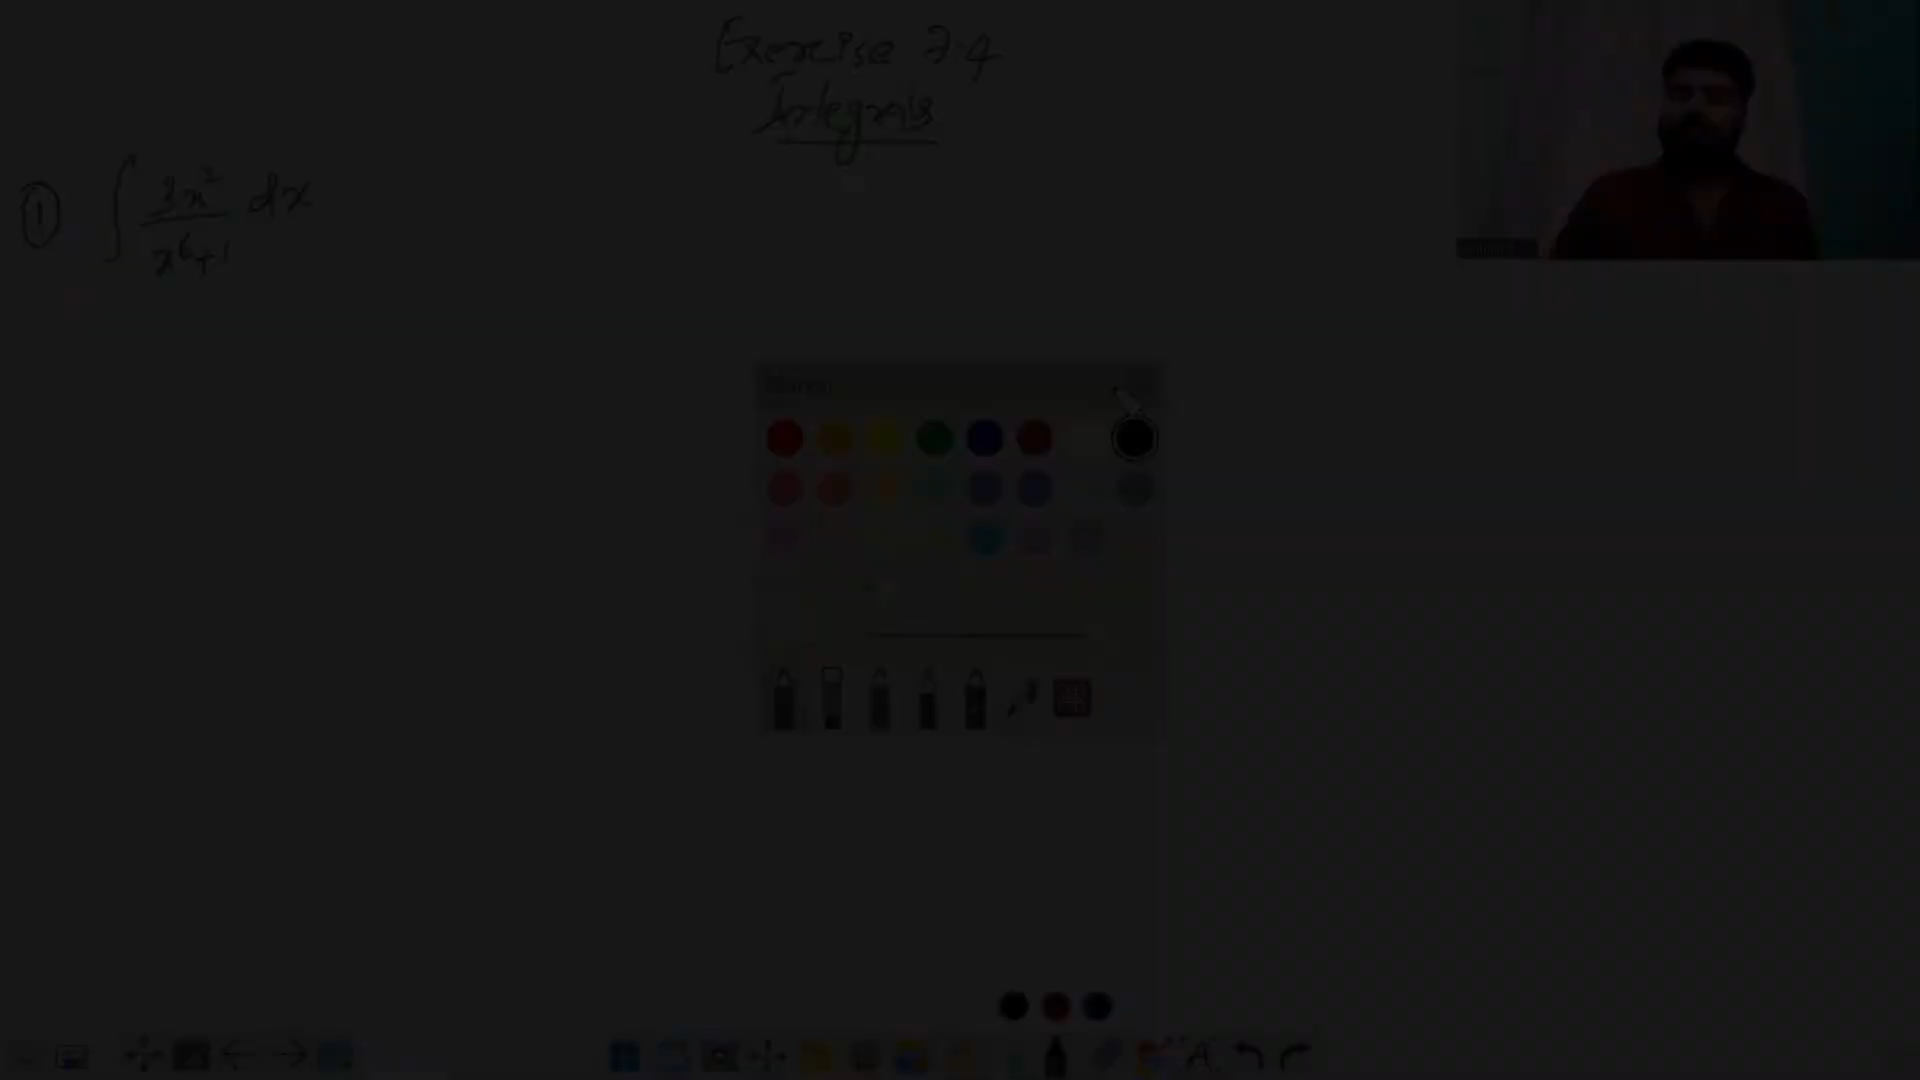 Exercise 7.4
Integrals
① ∫ 3x²/x⁶+1 dx